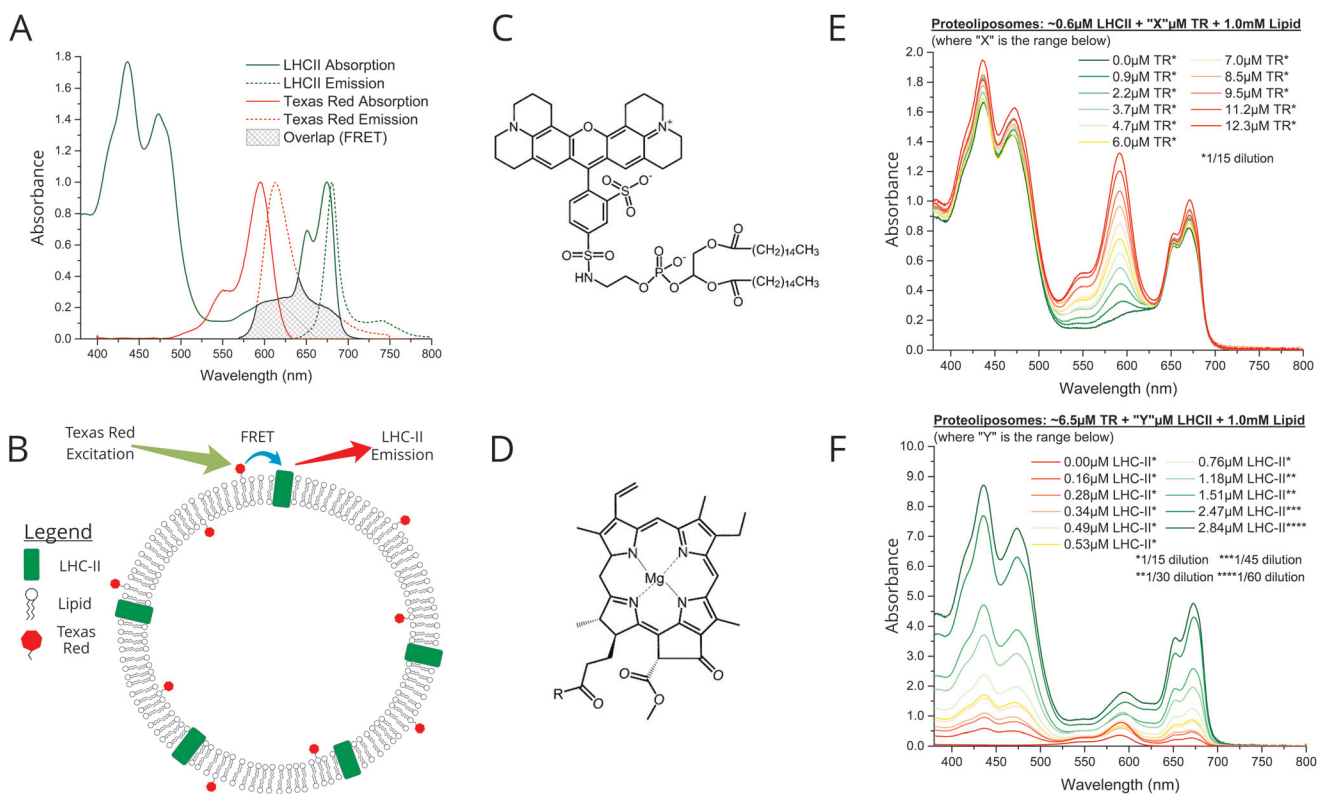 A
1.8
1.6
1.4
1.2
1.0
0.8
0.6
0.4
0.2
0.0
Absorbance
400 450 500 550 600 650 700 750 800
Wavelength (nm)
LHCII Absorption
LHCII Emission
Texas Red Absorption
Texas Red Emission
Overlap (FRET)
B
Texas Red
Excitation
FRET
LHC-II
Emission
Legend
LHC-II
Lipid
Texas
Red
C
N
O
N+
O
S O-
O
O S O
HN
O
O P O-
O
O
O
(CH2)14CH3
O
O
(CH2)14CH3
D
N N
Mg
N N
R
O
O
O
O
E
Proteoliposomes: ~0.6µM LHCII + "X"µM TR + 1.0mM Lipid
(where "X" is the range below)
2.0
1.8
1.6
1.4
1.2
1.0
0.8
0.6
0.4
0.2
0.0
Absorbance
0.0µM TR* 7.0µM TR*
0.9µM TR* 8.5µM TR*
2.2µM TR* 9.5µM TR*
3.7µM TR* 11.2µM TR*
4.7µM TR* 12.3µM TR*
6.0µM TR*
*1/15 dilution
400 450 500 550 600 650 700 750 800
Wavelength (nm)
F
Proteoliposomes: ~6.5µM TR + "Y"µM LHCII + 1.0mM Lipid
(where "Y" is the range below)
10.0
9.0
8.0
7.0
6.0
5.0
4.0
3.0
2.0
1.0
0.0
Absorbance
0.00µM LHC-II* 0.76µM LHC-II*
0.16µM LHC-II* 1.18µM LHC-II**
0.28µM LHC-II* 1.51µM LHC-II**
0.34µM LHC-II* 2.47µM LHC-II***
0.49µM LHC-II* 2.84µM LHC-II****
0.53µM LHC-II*
*1/15 dilution ***1/45 dilution
**1/30 dilution ****1/60 dilution
400 450 500 550 600 650 700 750 800
Wavelength (nm)